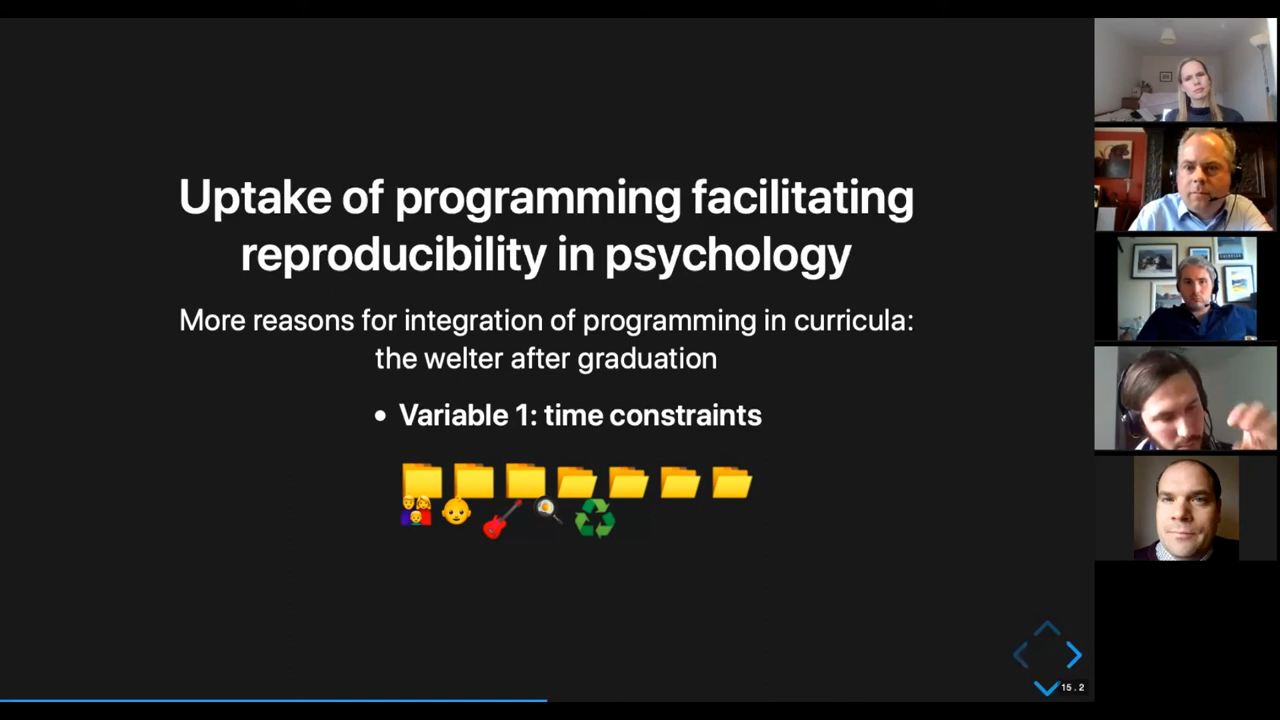 Uptake of programming facilitating
reproducibility in psychology
More reasons for integration of programming in curricula:
the welter after graduation
• Variable 1: time constraints
15.2